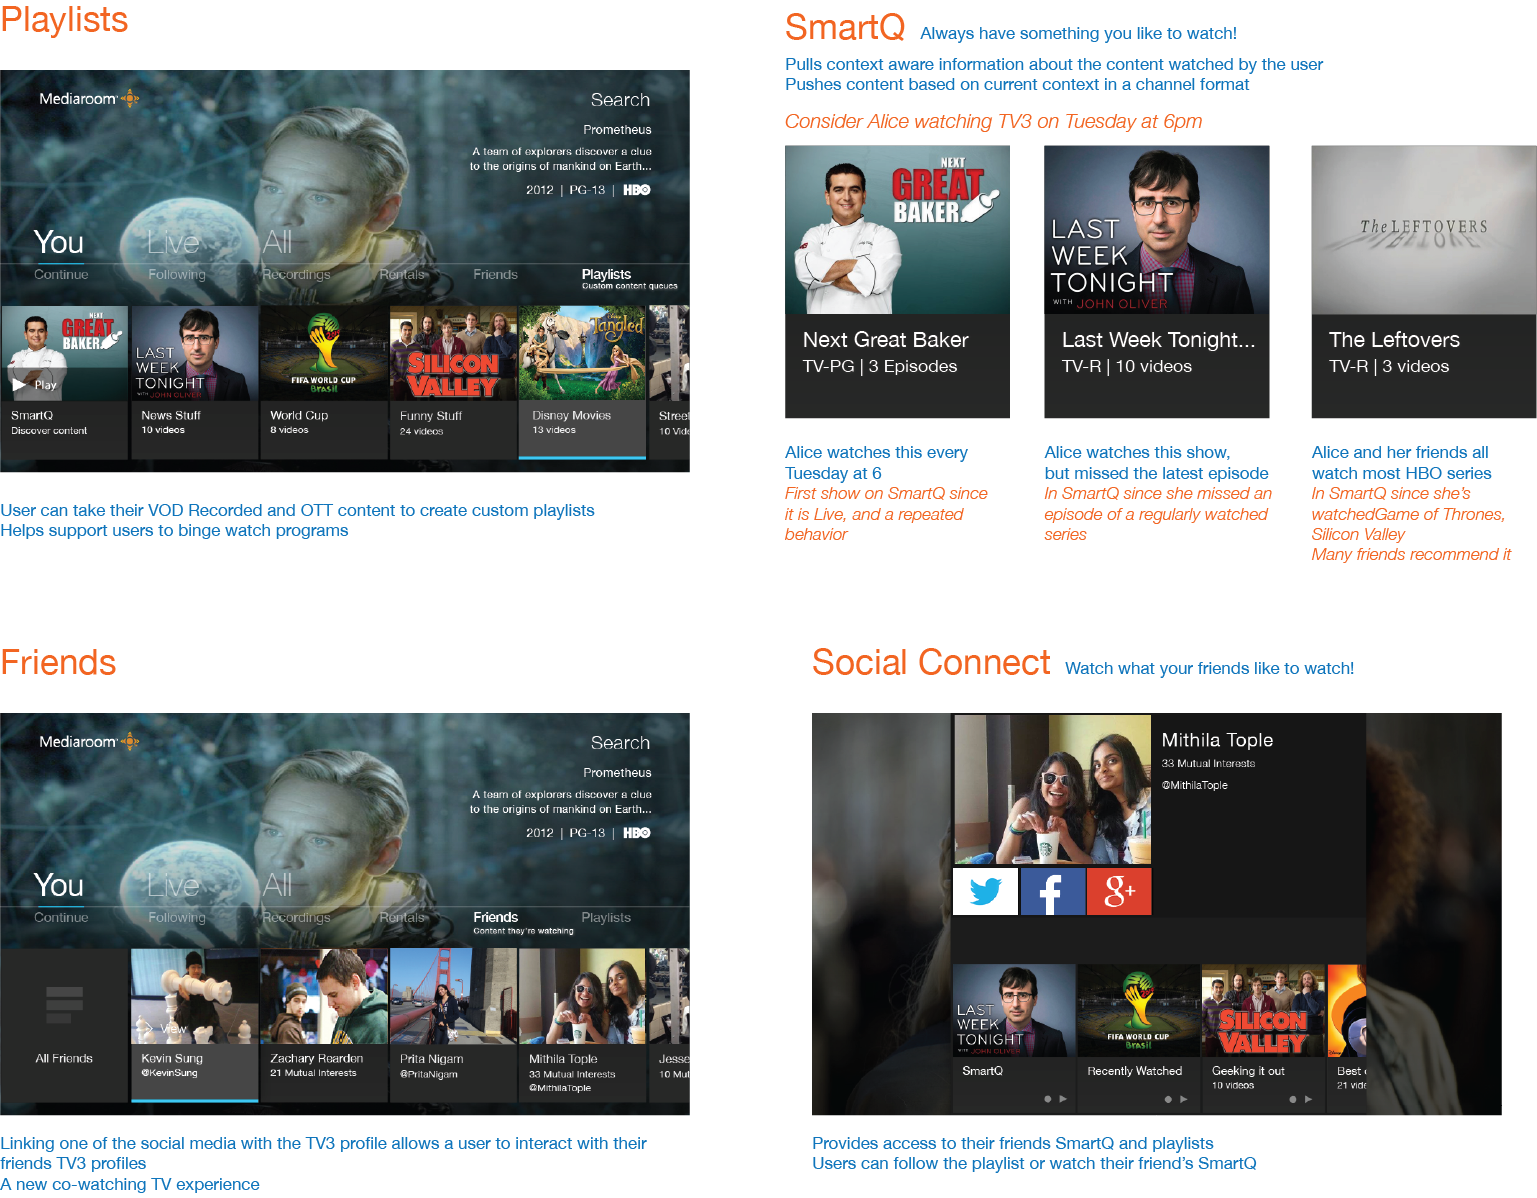 Playlists
Mediaroom
Search
Prometheus
A team of explorers discover a clue
to the origins of mankind on Earth...
2012 | PG-13 | HBO
You Live All
Continue Following Recordings Rentals Friends Playlists
Custom content queues
NEXT GREAT BAKER
Play
LAST WEEK TONIGHT
WITH JOHN OLIVER
FIFA WORLD CUP
Brasil
SILICON VALLEY
Tangled
SmartQ
Discover content
News Stuff
10 videos
World Cup
8 videos
Funny Stuff
24 videos
Disney Movies
13 videos
Street
10 Vide
User can take their VOD Recorded and OTT content to create custom playlists
Helps support users to binge watch programs
SmartQ Always have something you like to watch!
Pulls context aware information about the content watched by the user
Pushes content based on current context in a channel format
Consider Alice watching TV3 on Tuesday at 6pm
NEXT
GREAT
BAKER
Next Great Baker
TV-PG | 3 Episodes
Alice watches this every
Tuesday at 6
First show on SmartQ since
it is Live, and a repeated
behavior
LAST
WEEK
TONIGHT
WITH JOHN OLIVER
Last Week Tonight...
TV-R | 10 videos
Alice watches this show,
but missed the latest episode
In SmartQ since she missed an
episode of a regularly watched
series
The LEFTOVERS
The Leftovers
TV-R | 3 videos
Alice and her friends all
watch most HBO series
In SmartQ since she's
watchedGame of Thrones,
Silicon Valley
Many friends recommend it
Friends
Mediaroom
Search
Prometheus
A team of explorers discover a clue
to the origins of mankind on Earth...
2012 | PG-13 | HBO
You Live All
Continue Following Recordings Rentals Friends Playlists
Content they're watching
View
All Friends
Kevin Sung
@KevinSung
Zachary Rearden
21 Mutual Interests
Prita Nigam
@PritaNigam
Mithila Tople
33 Mutual Interests
@MithilaTople
Jesse
10 Mut
Linking one of the social media with the TV3 profile allows a user to interact with their
friends TV3 profiles
A new co-watching TV experience
Social Connect Watch what your friends like to watch!
Mithila Tople
33 Mutual Interests
@MithilaTople
f
g+
LAST
WEEK
TONIGHT
WITH JOHN OLIVER
FIFA WORLD CUP
Brasil
SILICON
VALLEY
SmartQ
Recently Watched
Geeking it out
10 videos
Best
21 vide
Provides access to their friends SmartQ and playlists
Users can follow the playlist or watch their friend's SmartQ